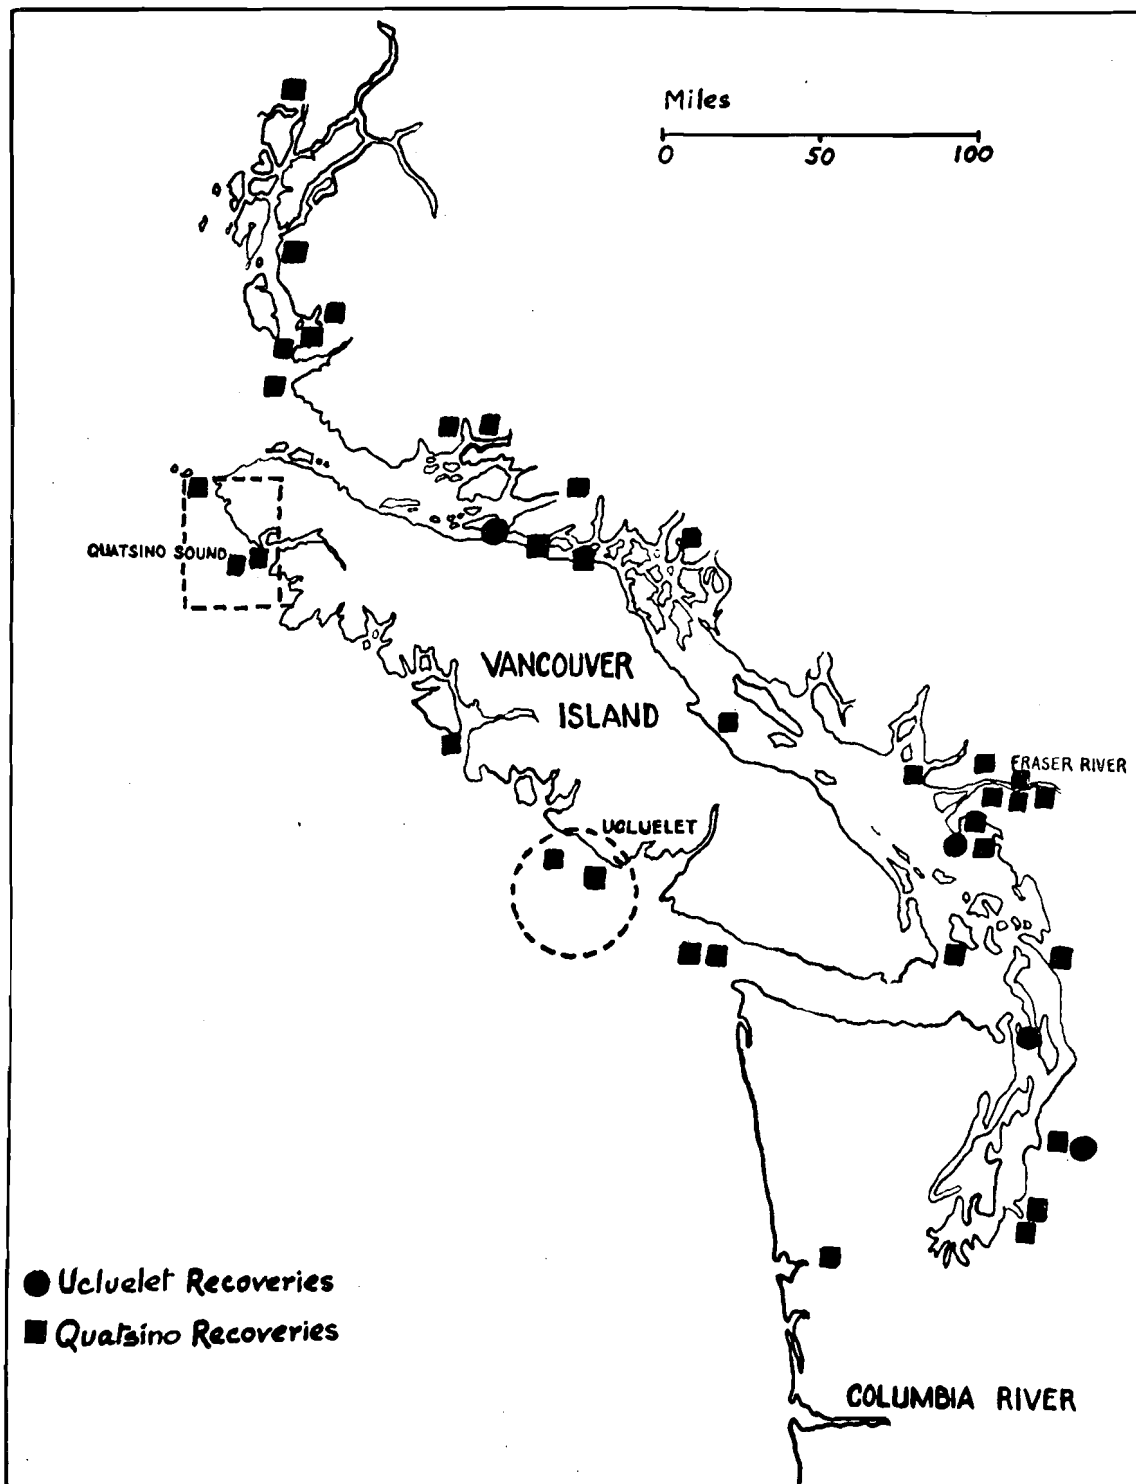 Miles
0 50 100
QUATSINO SOUND
VANCOUVER
ISLAND
FRASER RIVER
UCLUELET
Ucluelet Recoveries
Quatsino Recoveries
COLUMBIA RIVER